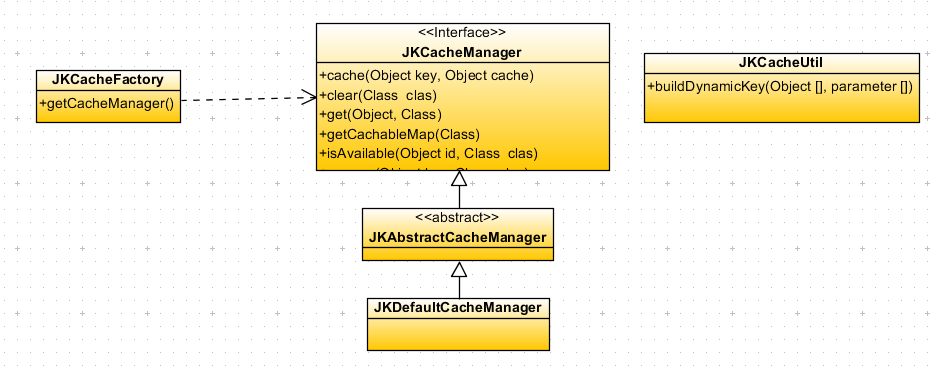 <<Interface>>
JKCacheManager
+cache(Object key, Object cache)
+clear(Class  clas)
+get(Object, Class)
+getCachableMap(Class)
+isAvailable(Object id, Class  clas)
JKCacheFactory
+getCacheManager()
JKCacheUtil
+buildDynamicKey(Object [], parameter [])
<<abstract>>
JKAbstractCacheManager
JKDefaultCacheManager